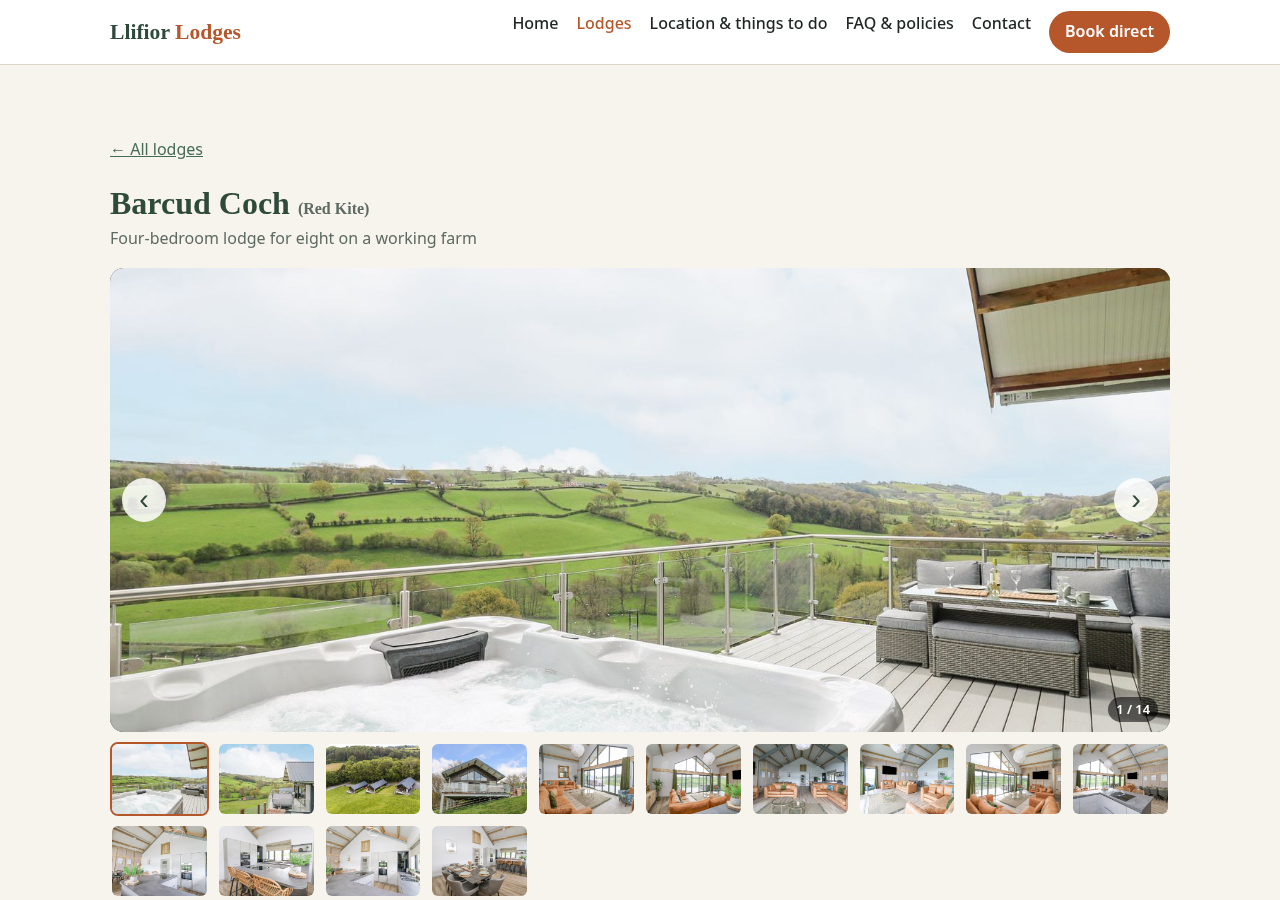 Llifior Lodges
Home Lodges Location & things to do FAQ & policies Contact Book direct
← All lodges
Barcud Coch (Red Kite)
Four-bedroom lodge for eight on a working farm
‹ ›
1 / 14